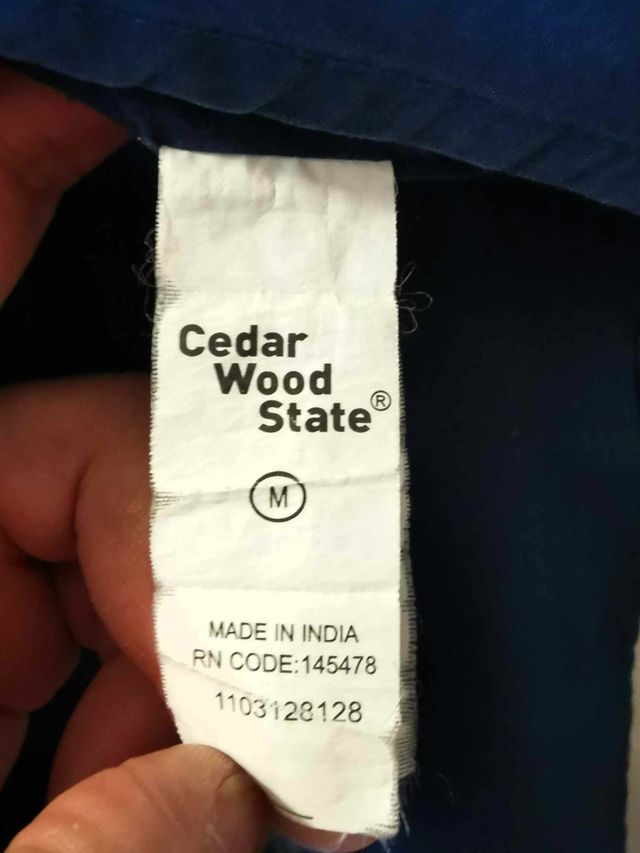 Cedar
Wood
State®
M
MADE IN INDIA
RN CODE:145478
1103128128